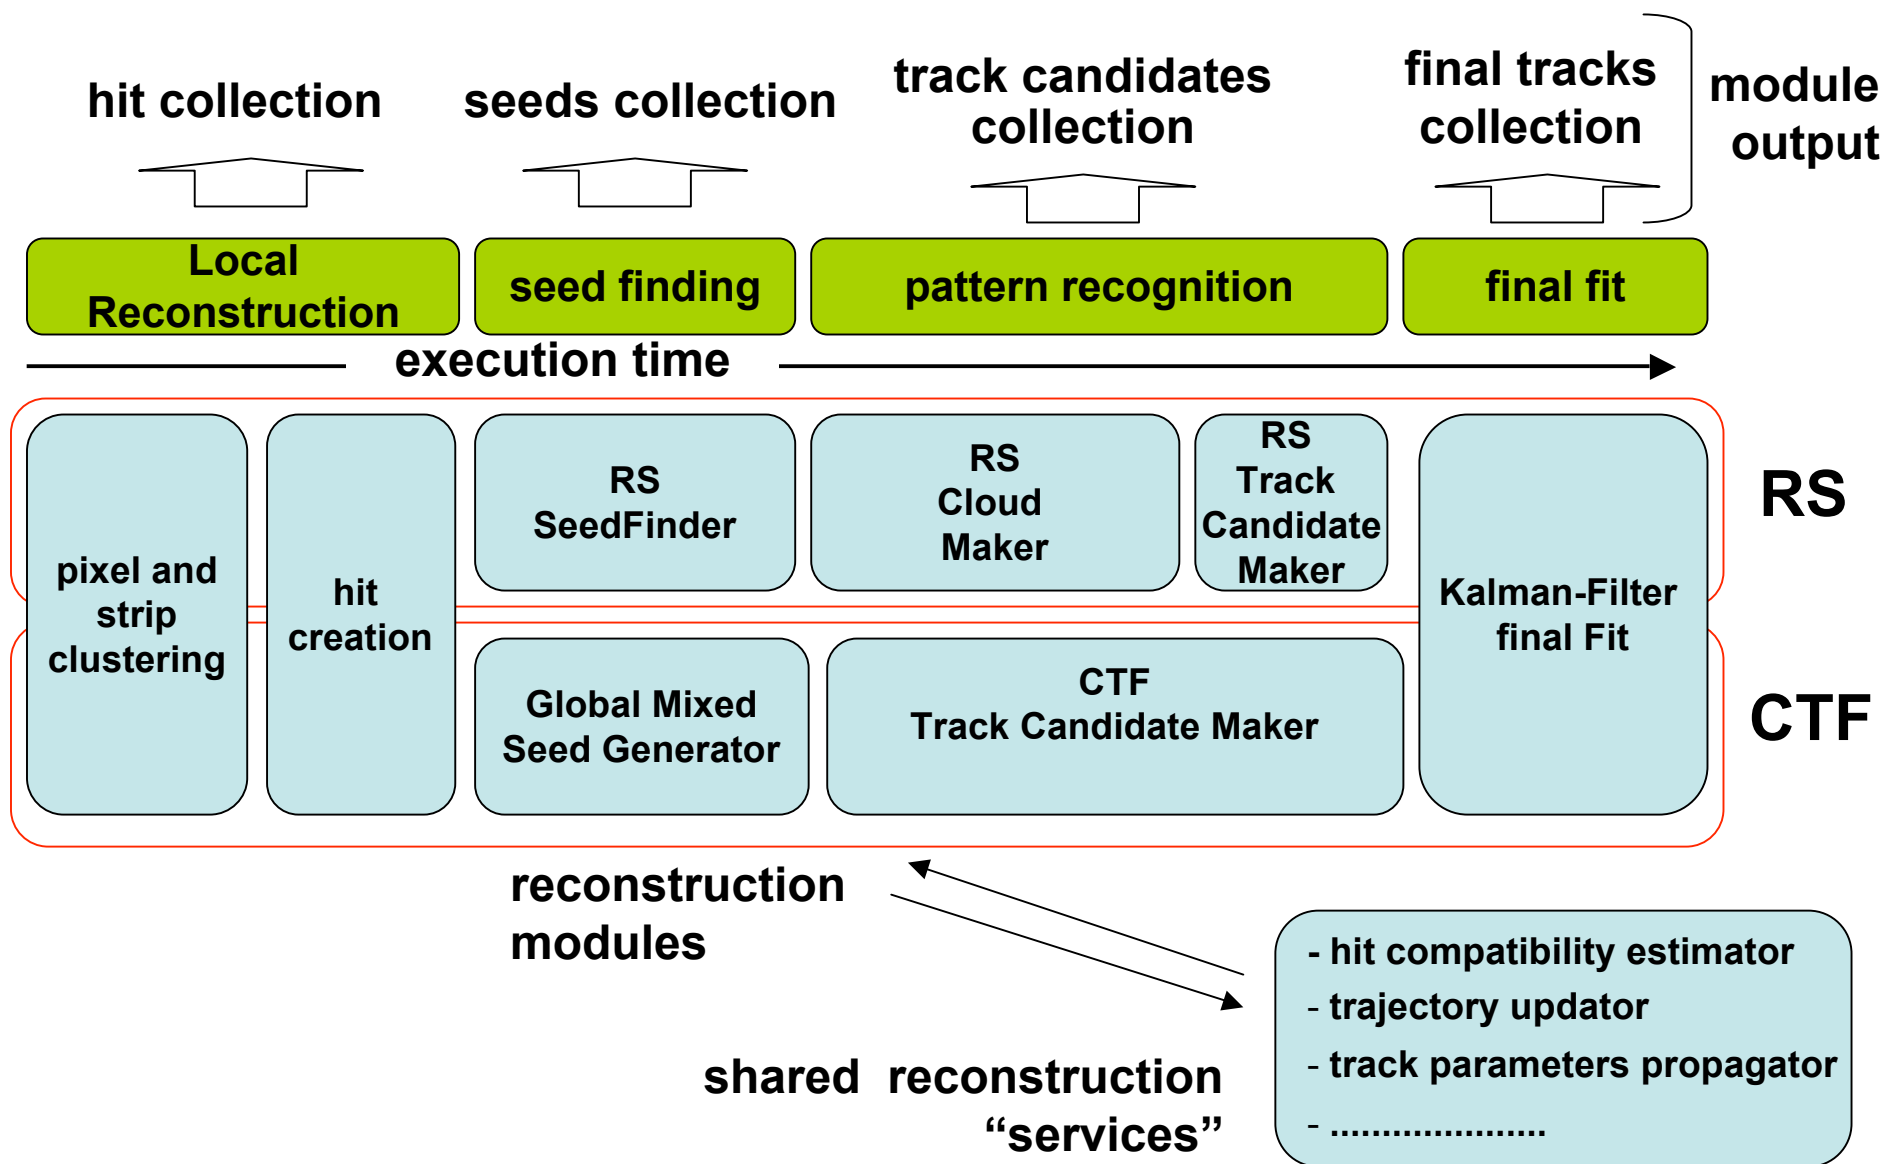 hit collection
seeds collection
track candidates
collection
final tracks
collection
module
output
Local
Reconstruction
seed finding
pattern recognition
final fit
execution time
pixel and
strip
clustering
hit
creation
RS
SeedFinder
RS
Cloud
Maker
RS
Track
Candidate
Maker
Kalman-Filter
final Fit
RS
Global Mixed
Seed Generator
CTF
Track Candidate Maker
CTF
reconstruction
modules
- hit compatibility estimator
- trajectory updator
- track parameters propagator
- .....................
shared reconstruction
“services”